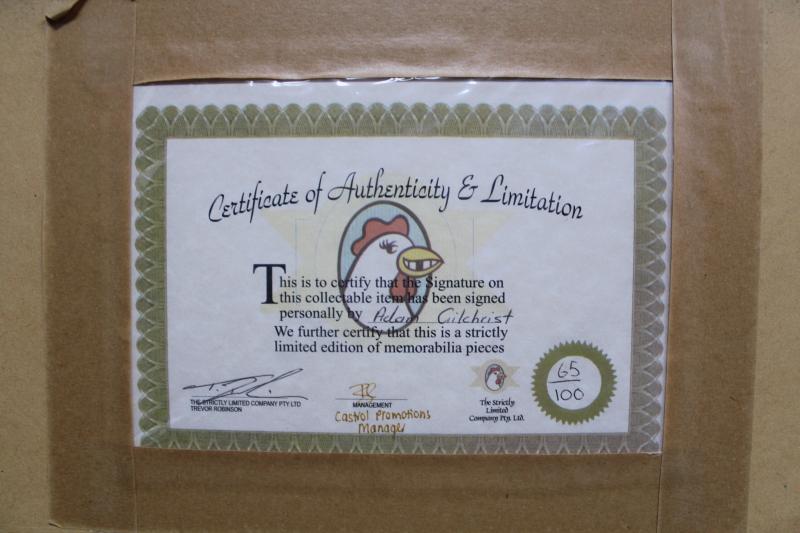 Certificate of Authenticity & Limitation
This is to certify that the Signature on
this collectable item has been signed
personally by Adam Gilchrist
We further certify that this is a strictly
limited edition of memorabilia pieces
THE STRICTLY LIMITED COMPANY PTY LTD
TREVOR ROBINSON
MANAGEMENT
Castrol Promotions
Manager
The Strictly
Limited
Company Pty. Ltd.
65
100